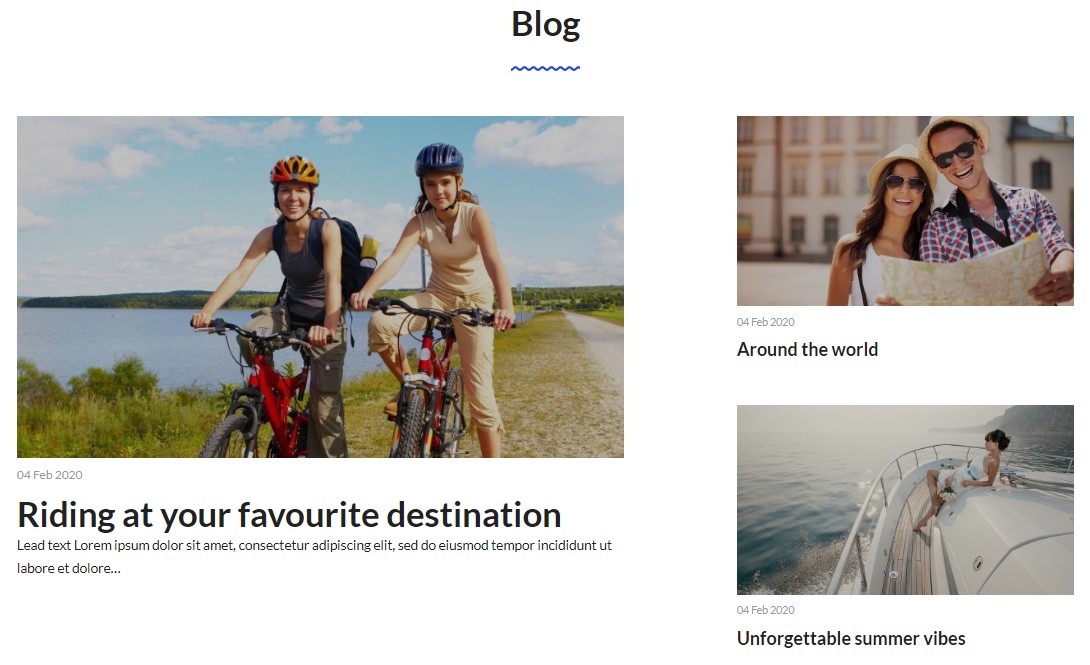 Blog
04 Feb 2020
Riding at your favourite destination
Lead text Lorem ipsum dolor sit amet, consectetur adipiscing elit, sed do eiusmod tempor incididunt ut
labore et dolore...
04 Feb 2020
Around the world
04 Feb 2020
Unforgettable summer vibes